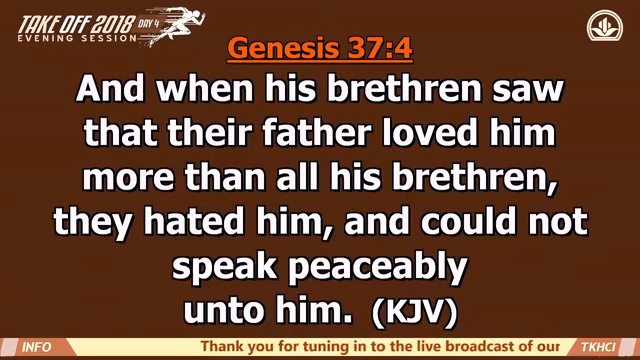 TAKE OFF 2018 DAY 4
EVENING SESSION
Genesis 37:4
And when his brethren saw
that their father loved him
more than all his brethren,
they hated him, and could not
speak peaceably
unto him. (KJV)
INFO Thank you for tuning in to the live broadcast of our TKHCI